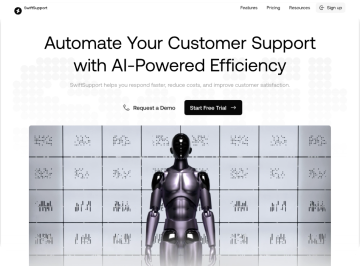 SwiftSupport
Features
Pricing
Resources
Sign up
Automate Your Customer Support
with AI-Powered Efficiency
SwiftSupport helps you respond faster, reduce costs, and improve customer satisfaction.
Request a Demo
Start Free Trial